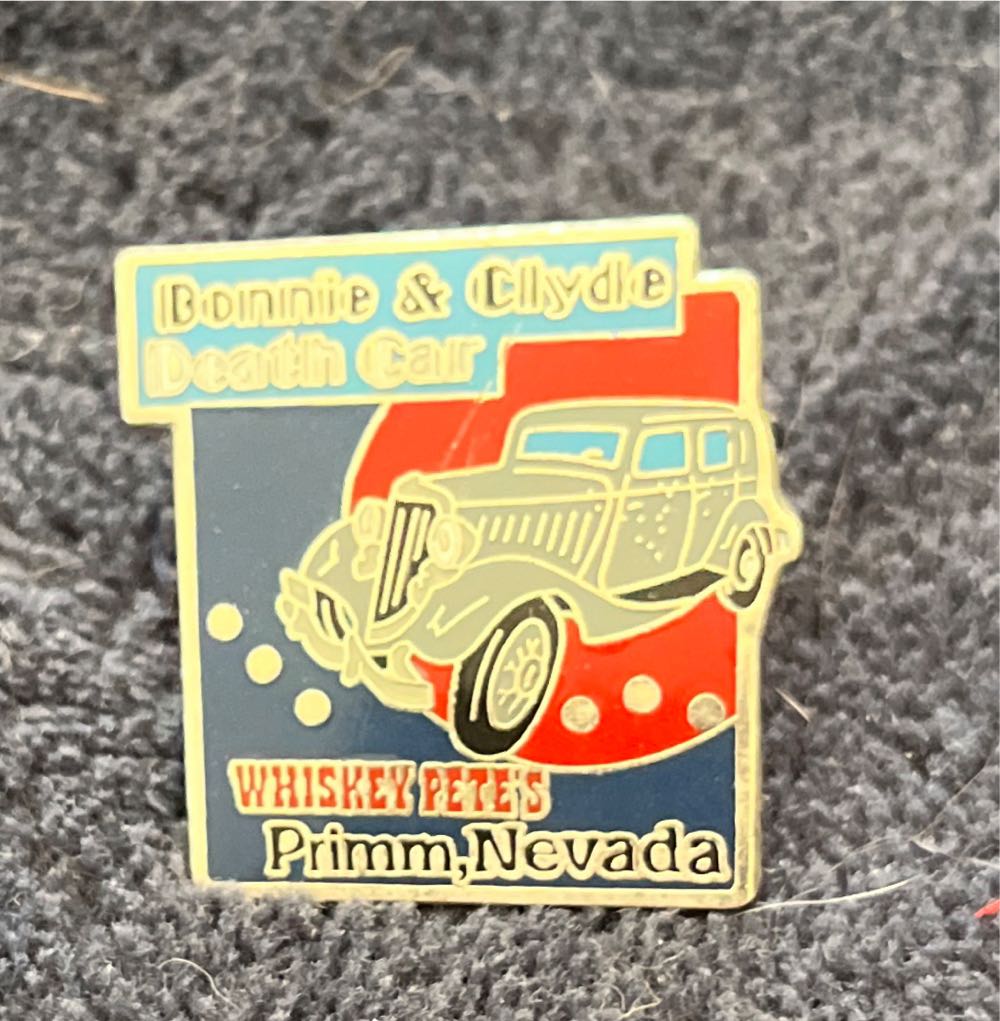 Bonnie & Clyde
Death Car
WHISKEY PETE'S
Primm, Nevada